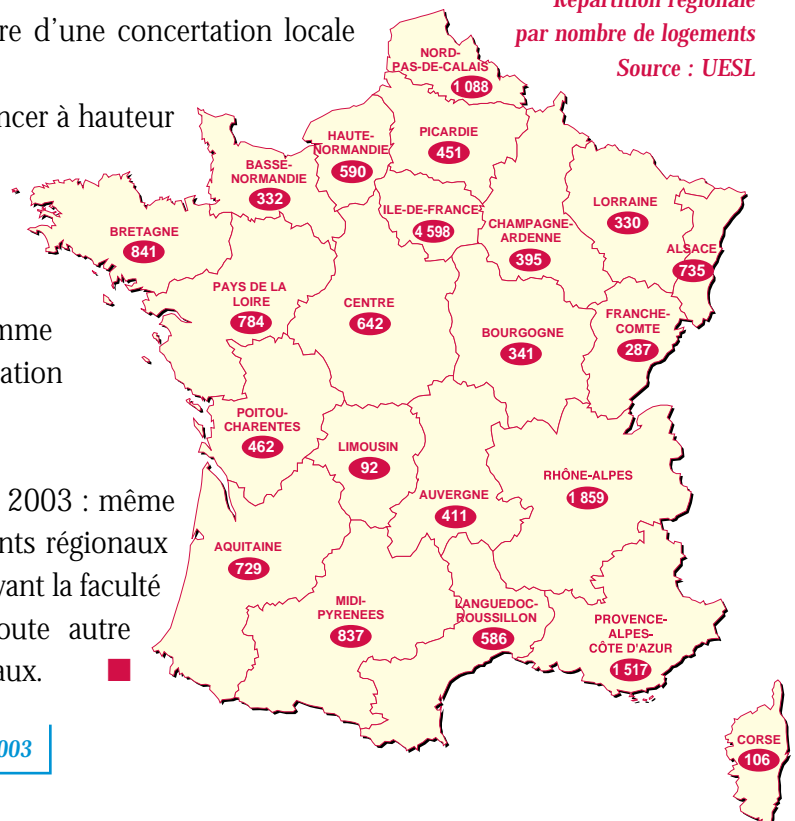 re d'une concertation locale
ncer à hauteur
mme
ation
2003 : même
nts régionaux
yant la faculté
oute autre
aux.
003
Répartition régionale
par nombre de logements
Source : UESL
NORD-
PAS-DE-CALAIS
1 088
HAUTE-
NORMANDIE
590
PICARDIE
451
BASSE-
NORMANDIE
332
ILE-DE-FRANCE
4 598
CHAMPAGNE-
ARDENNE
395
LORRAINE
330
ALSACE
735
BRETAGNE
841
PAYS DE LA
LOIRE
784
CENTRE
642
BOURGOGNE
341
FRANCHE-
COMTE
287
POITOU-
CHARENTES
462
LIMOUSIN
92
AUVERGNE
411
RHÔNE-ALPES
1 859
AQUITAINE
729
MIDI-
PYRENEES
837
LANGUEDOC-
ROUSSILLON
586
PROVENCE-
ALPES-
CÔTE D'AZUR
1 517
CORSE
106